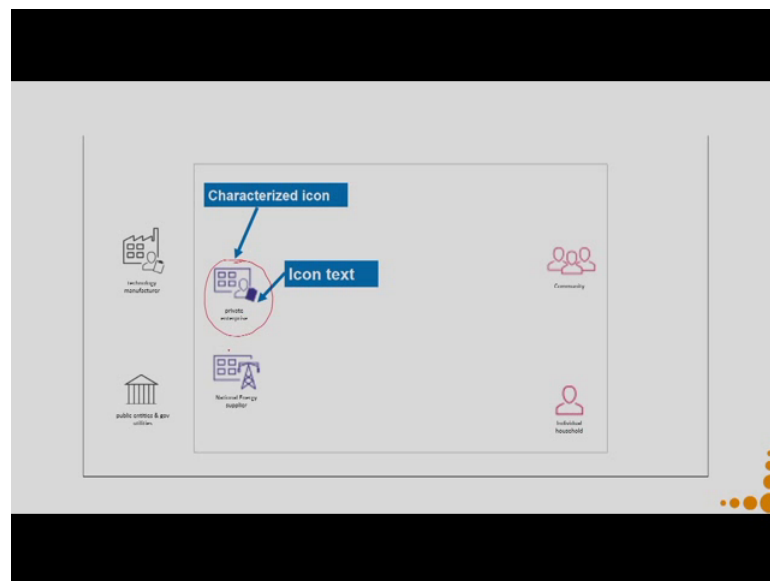 Characterized icon
Icon text
technology
manufacturer
private
enterprise
Community
public entities & gov
utilities
National Energy
supplier
Individual
household